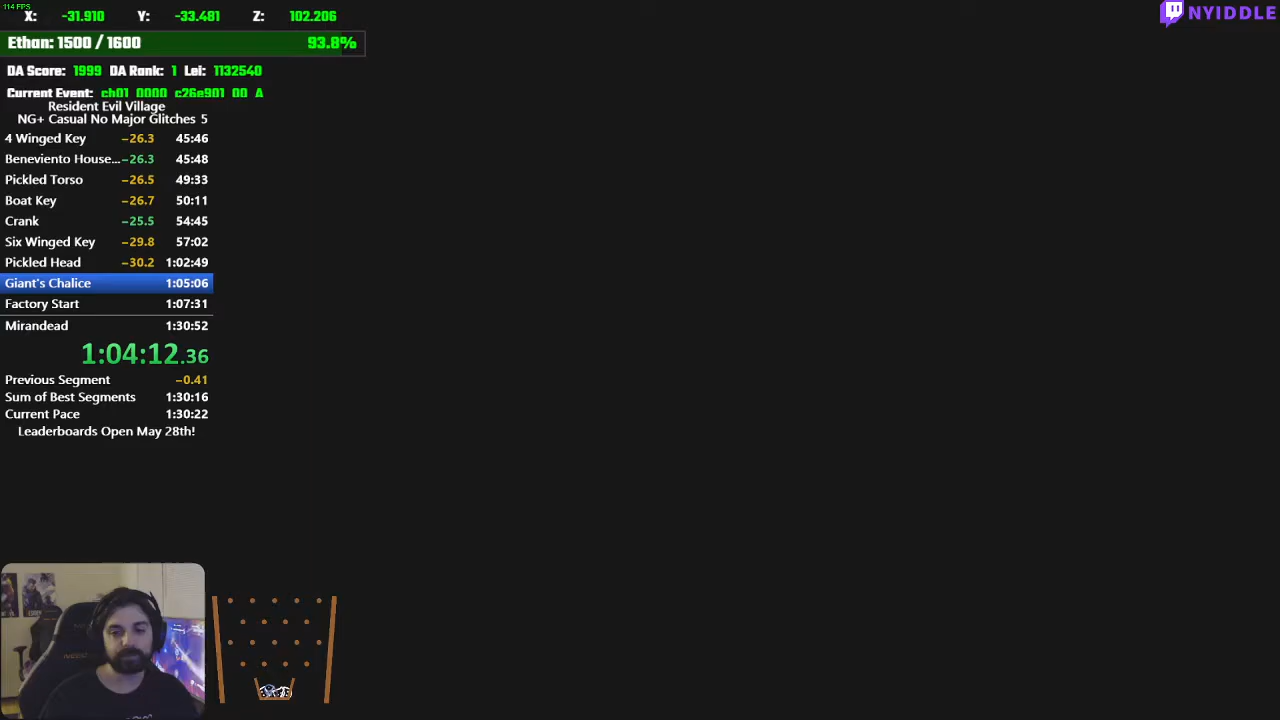 114 FPS
X: -31.910 Y: -33.481 Z: 102.206
NYIDDLE
Ethan: 1500 / 1600 93.8%
DA Score: 1999 DA Rank: 1 Lei: 1132540
Current Event: ch01_0000_c26e901_00_A
Resident Evil Village
NG+ Casual No Major Glitches 5
4 Winged Key -26.3 45:46
Beneviento House... -26.3 45:48
Pickled Torso -26.5 49:33
Boat Key -26.7 50:11
Crank -25.5 54:45
Six Winged Key -29.8 57:02
Pickled Head -30.2 1:02:49
Giant's Chalice 1:05:06
Factory Start 1:07:31
Mirandead 1:30:52
1:04:12.36
Previous Segment -0.41
Sum of Best Segments 1:30:16
Current Pace 1:30:22
Leaderboards Open May 28th!